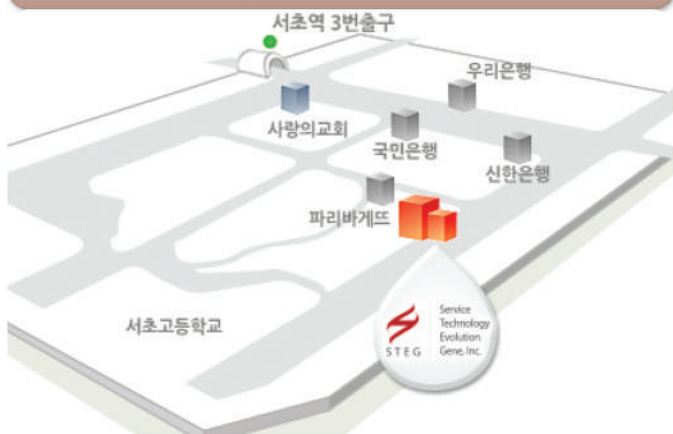 서초역 3번출구
우리은행
사랑의교회
국민은행
신한은행
파리바게뜨
서초고등학교
STEG
Service
Technology
Evolution
Gene, Inc.